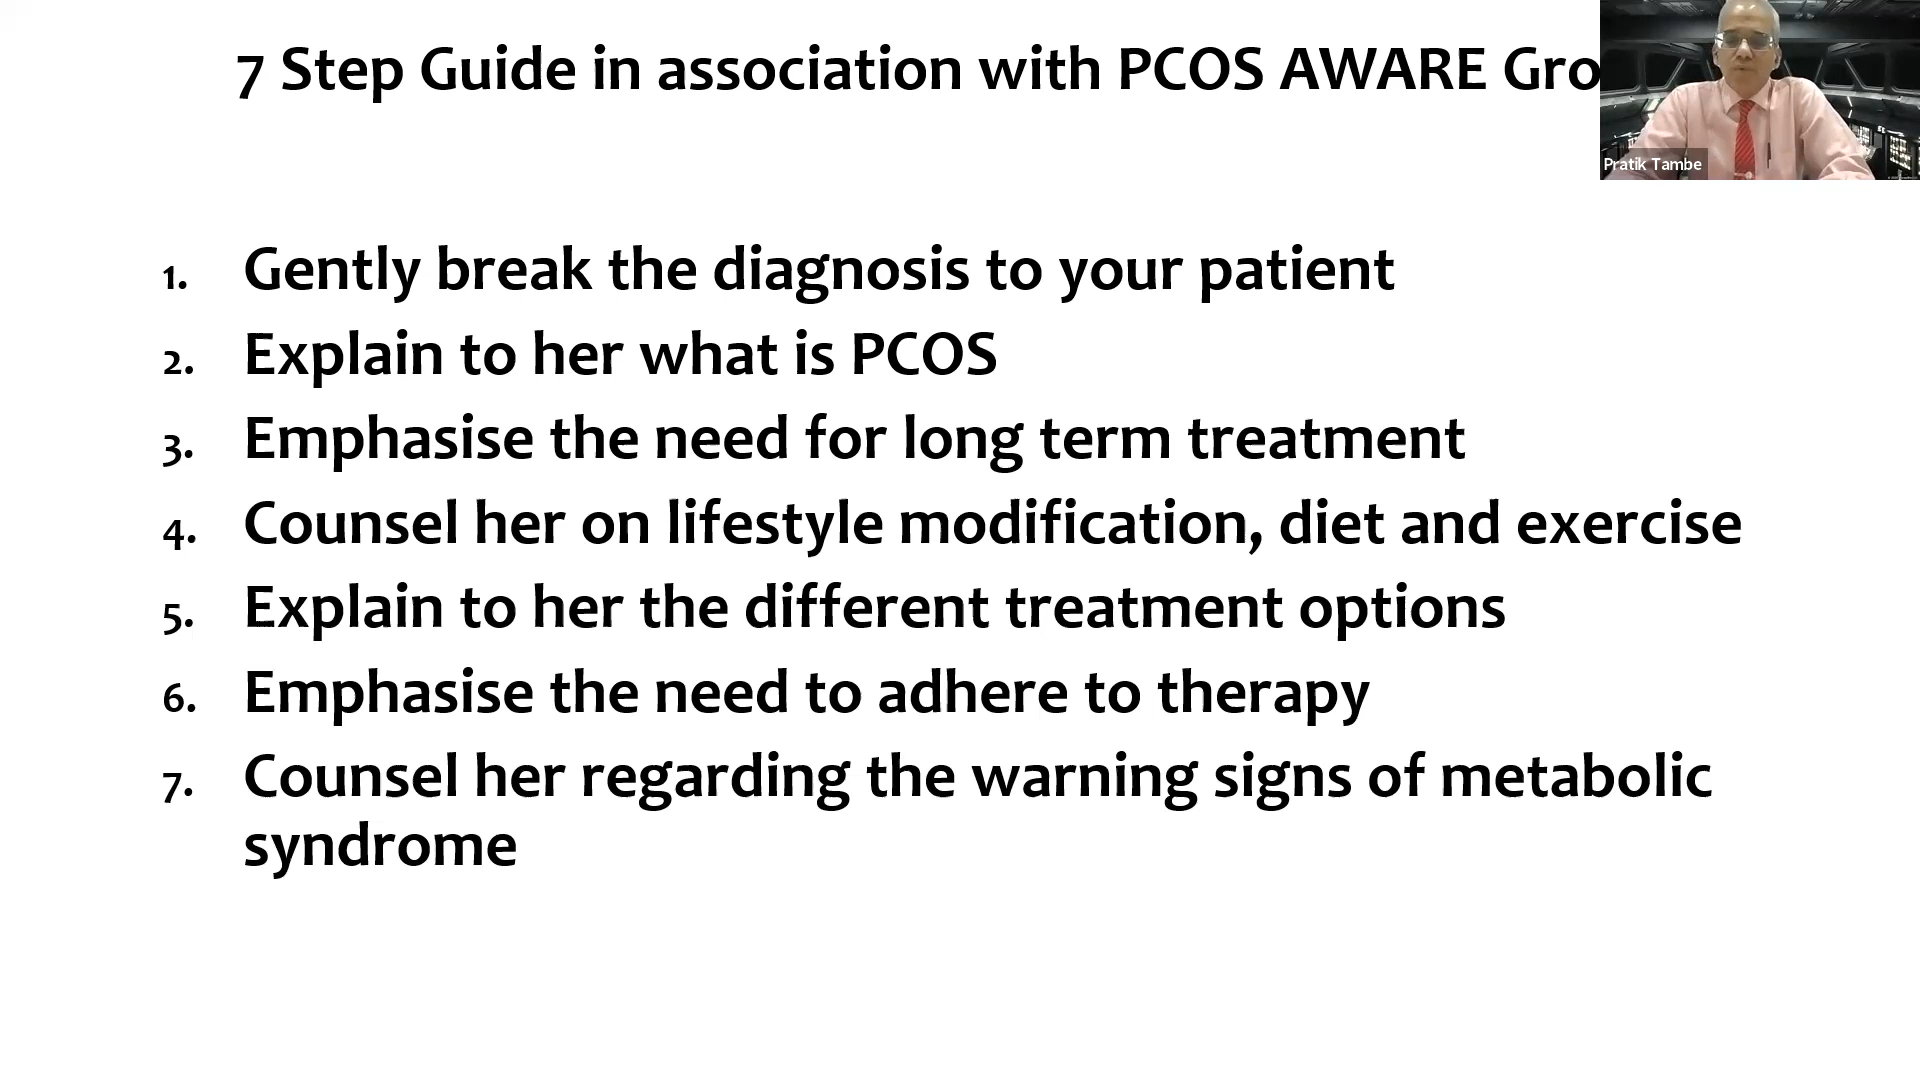 7 Step Guide in association with PCOS AWARE Gro
Pratik Tambe
1. Gently break the diagnosis to your patient
2. Explain to her what is PCOS
3. Emphasise the need for long term treatment
4. Counsel her on lifestyle modification, diet and exercise
5. Explain to her the different treatment options
6. Emphasise the need to adhere to therapy
7. Counsel her regarding the warning signs of metabolic
syndrome